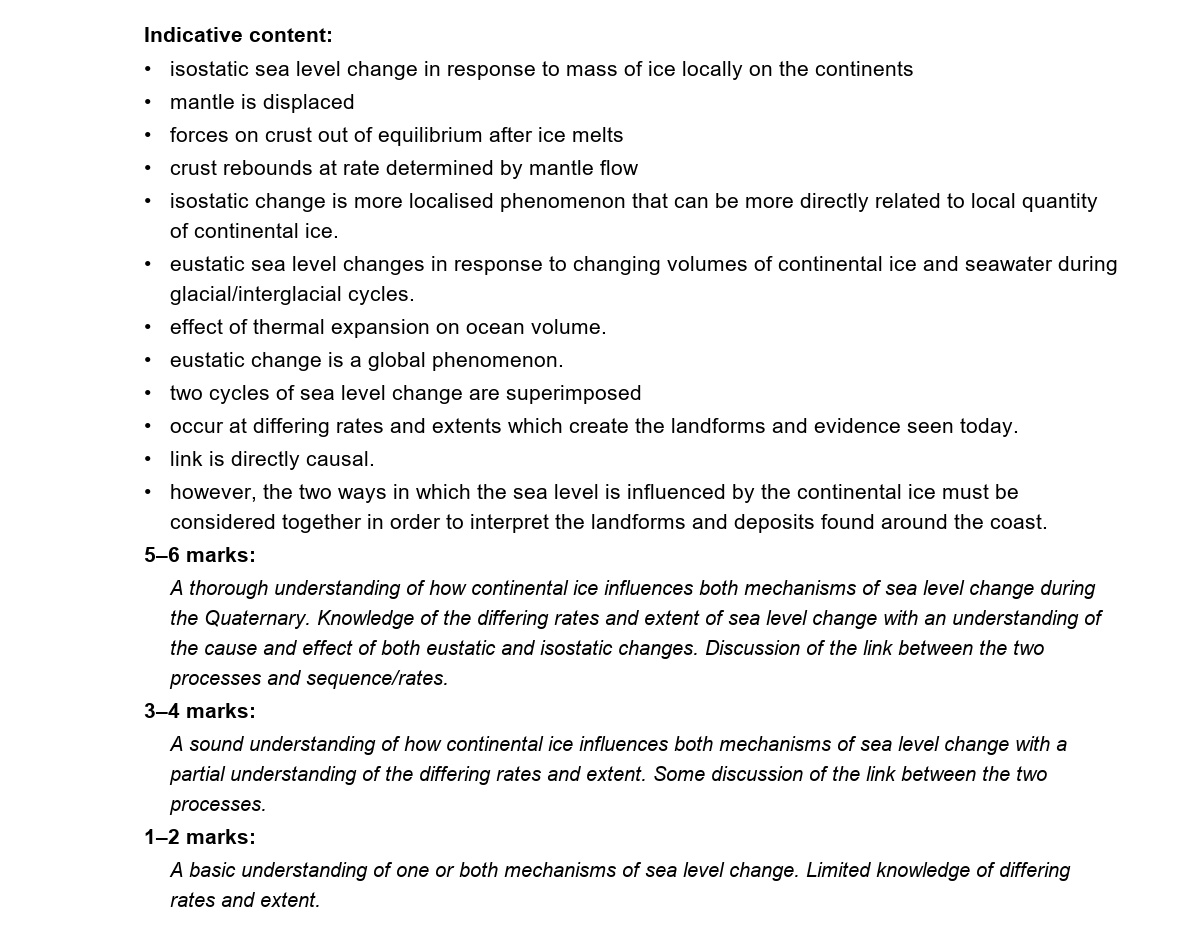 Indicative content:
• isostatic sea level change in response to mass of ice locally on the continents
• mantle is displaced
• forces on crust out of equilibrium after ice melts
• crust rebounds at rate determined by mantle flow
• isostatic change is more localised phenomenon that can be more directly related to local quantity
of continental ice.
• eustatic sea level changes in response to changing volumes of continental ice and seawater during
glacial/interglacial cycles.
• effect of thermal expansion on ocean volume.
• eustatic change is a global phenomenon.
• two cycles of sea level change are superimposed
• occur at differing rates and extents which create the landforms and evidence seen today.
• link is directly causal.
• however, the two ways in which the sea level is influenced by the continental ice must be
considered together in order to interpret the landforms and deposits found around the coast.
5–6 marks:
A thorough understanding of how continental ice influences both mechanisms of sea level change during
the Quaternary. Knowledge of the differing rates and extent of sea level change with an understanding of
the cause and effect of both eustatic and isostatic changes. Discussion of the link between the two
processes and sequence/rates.
3–4 marks:
A sound understanding of how continental ice influences both mechanisms of sea level change with a
partial understanding of the differing rates and extent. Some discussion of the link between the two
processes.
1–2 marks:
A basic understanding of one or both mechanisms of sea level change. Limited knowledge of differing
rates and extent.